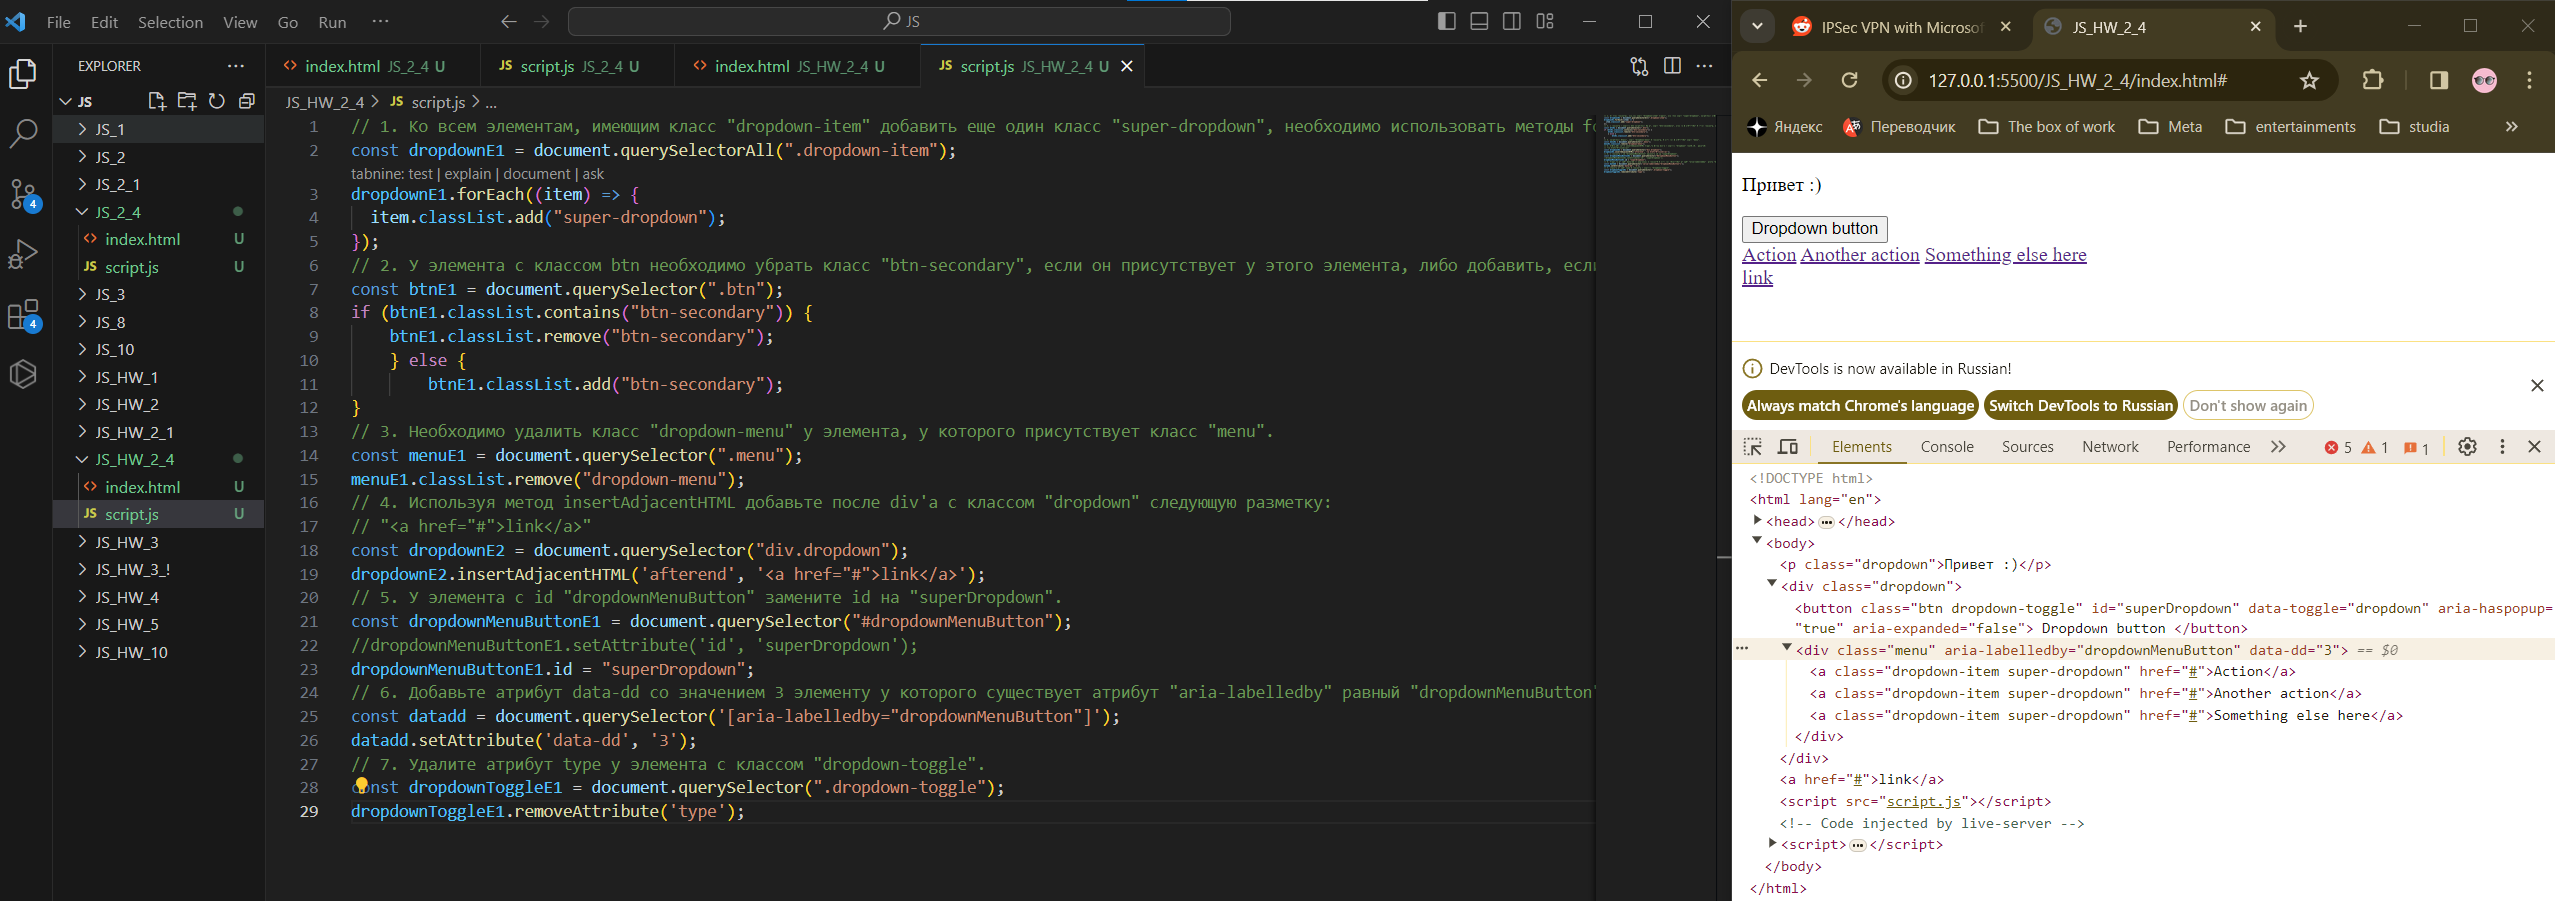 File Edit Selection View Go Run ··· JS
EXPLORER ···
JS
JS_1
JS_2
JS_2_1
JS_2_4
index.html U
script.js U
JS_3
JS_8
JS_10
JS_HW_1
JS_HW_2
JS_HW_2_1
JS_HW_2_4
index.html U
script.js U
JS_HW_3
JS_HW_3_!
JS_HW_4
JS_HW_5
JS_HW_10
4
4
index.html JS_2_4 U script.js JS_2_4 U index.html JS_HW_2_4 U script.js JS_HW_2_4 U
JS_HW_2_4 > JS script.js > ...
1 // 1. Ко всем элементам, имеющим класс "dropdown-item" добавить еще один класс "super-dropdown", необходимо использовать методы fo
2 const dropdownE1 = document.querySelectorAll(".dropdown-item");
tabnine: test | explain | document | ask
3 dropdownE1.forEach((item) => {
4 item.classList.add("super-dropdown");
5 });
6 // 2. У элемента с классом btn необходимо убрать класс "btn-secondary", если он присутствует у этого элемента, либо добавить, есл
7 const btnE1 = document.querySelector(".btn");
8 if (btnE1.classList.contains("btn-secondary")) {
9 btnE1.classList.remove("btn-secondary");
10 } else {
11 btnE1.classList.add("btn-secondary");
12 }
13 // 3. Необходимо удалить класс "dropdown-menu" у элемента, у которого присутствует класс "menu".
14 const menuE1 = document.querySelector(".menu");
15 menuE1.classList.remove("dropdown-menu");
16 // 4. Используя метод insertAdjacentHTML добавьте после div'a с классом "dropdown" следующую разметку:
17 // "<a href="#">link</a>"
18 const dropdownE2 = document.querySelector("div.dropdown");
19 dropdownE2.insertAdjacentHTML('afterend', '<a href="#">link</a>');
20 // 5. У элемента с id "dropdownMenuButton" замените id на "superDropdown".
21 const dropdownMenuButtonE1 = document.querySelector("#dropdownMenuButton");
22 //dropdownMenuButtonE1.setAttribute('id', 'superDropdown');
23 dropdownMenuButtonE1.id = "superDropdown";
24 // 6. Добавьте атрибут data-dd со значением 3 элементу у которого существует атрибут "aria-labelledby" равный "dropdownMenuButton"
25 const datadd = document.querySelector('[aria-labelledby="dropdownMenuButton"]');
26 datadd.setAttribute('data-dd', '3');
27 // 7. Удалите атрибут type у элемента с классом "dropdown-toggle".
28 const dropdownToggleE1 = document.querySelector(".dropdown-toggle");
29 dropdownToggleE1.removeAttribute('type');
IPSec VPN with Microsof JS_HW_2_4
127.0.0.1:5500/JS_HW_2_4/index.html#
Яндекс Переводчик The box of work Meta entertainments studia »
Привет :)
Dropdown button
Action Another action Something else here
link
DevTools is now available in Russian!
Always match Chrome's language Switch DevTools to Russian Don't show again
Elements Console Sources Network Performance » 5 1 1
<!DOCTYPE html>
<html lang="en">
<head> ··· </head>
<body>
<p class="dropdown">Привет :)</p>
<div class="dropdown">
<button class="btn dropdown-toggle" id="superDropdown" data-toggle="dropdown" aria-haspopup=
"true" aria-expanded="false"> Dropdown button </button>
··· <div class="menu" aria-labelledby="dropdownMenuButton" data-dd="3"> == $0
<a class="dropdown-item super-dropdown" href="#">Action</a>
<a class="dropdown-item super-dropdown" href="#">Another action</a>
<a class="dropdown-item super-dropdown" href="#">Something else here</a>
</div>
</div>
<a href="#">link</a>
<script src="script.js"></script>
<!-- Code injected by live-server -->
<script> ··· </script>
</body>
</html>